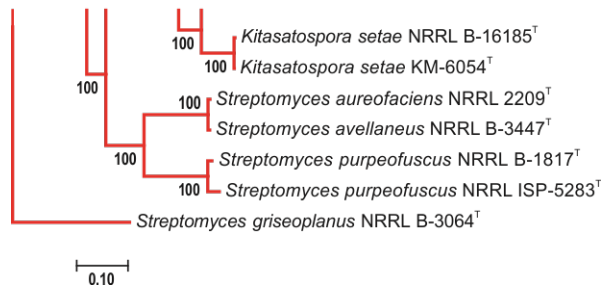 100
Kitasatospora setae NRRL B-16185ᵀ
100
Kitasatospora setae KM-6054ᵀ
100
100
Streptomyces aureofaciens NRRL 2209ᵀ
Streptomyces avellaneus NRRL B-3447ᵀ
100
Streptomyces purpeofuscus NRRL B-1817ᵀ
100
Streptomyces purpeofuscus NRRL ISP-5283ᵀ
Streptomyces griseoplanus NRRL B-3064ᵀ
0.10